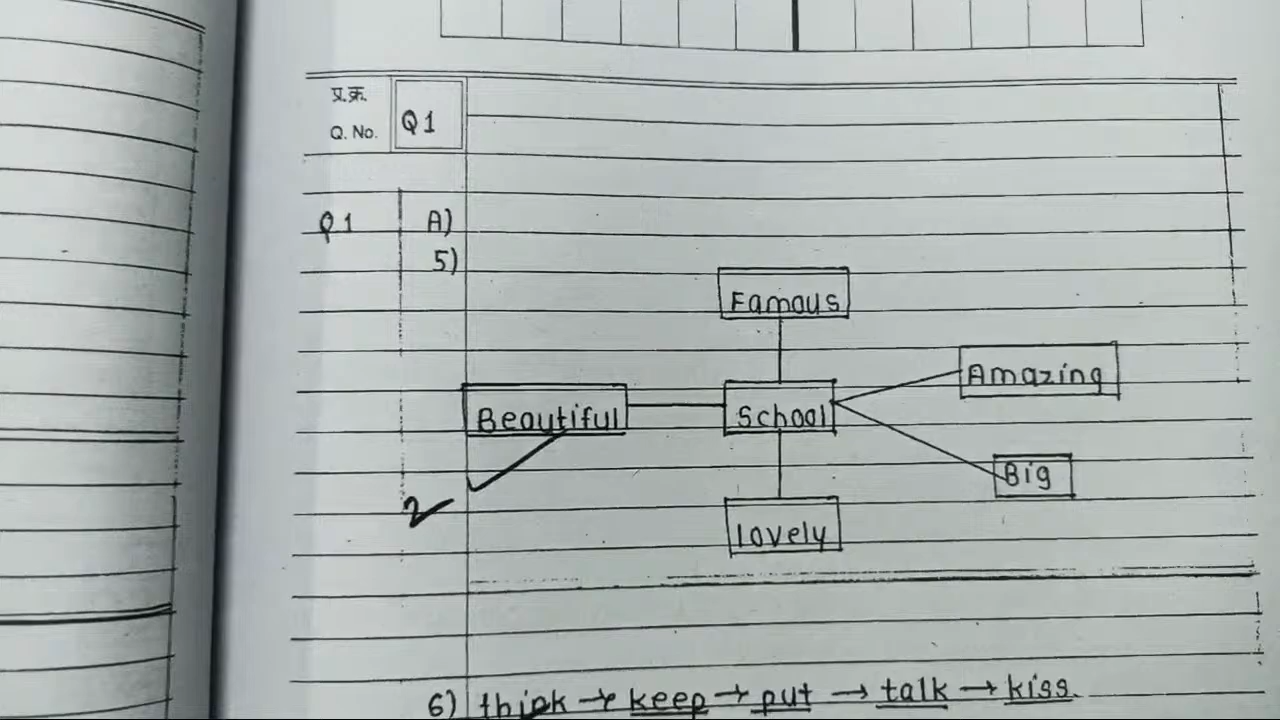 प्र.क्र.
Q. No.
Q1
Q1 A)
5)
Famous
Amazing
Beautiful School
Big
2
lovely
6) think → keep → put → talk → kiss.